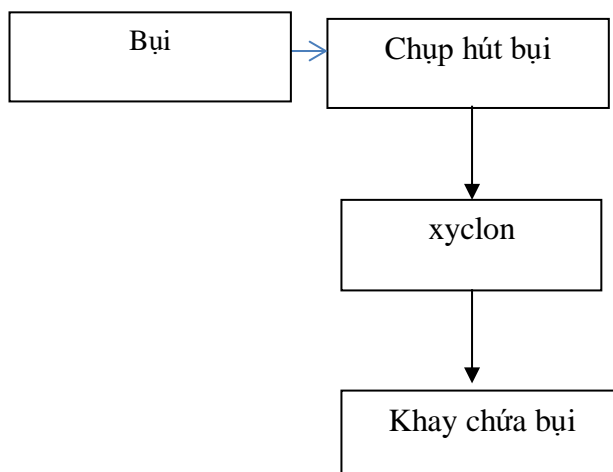 Bụi
Chụp hút bụi
xyclon
Khay chứa bụi